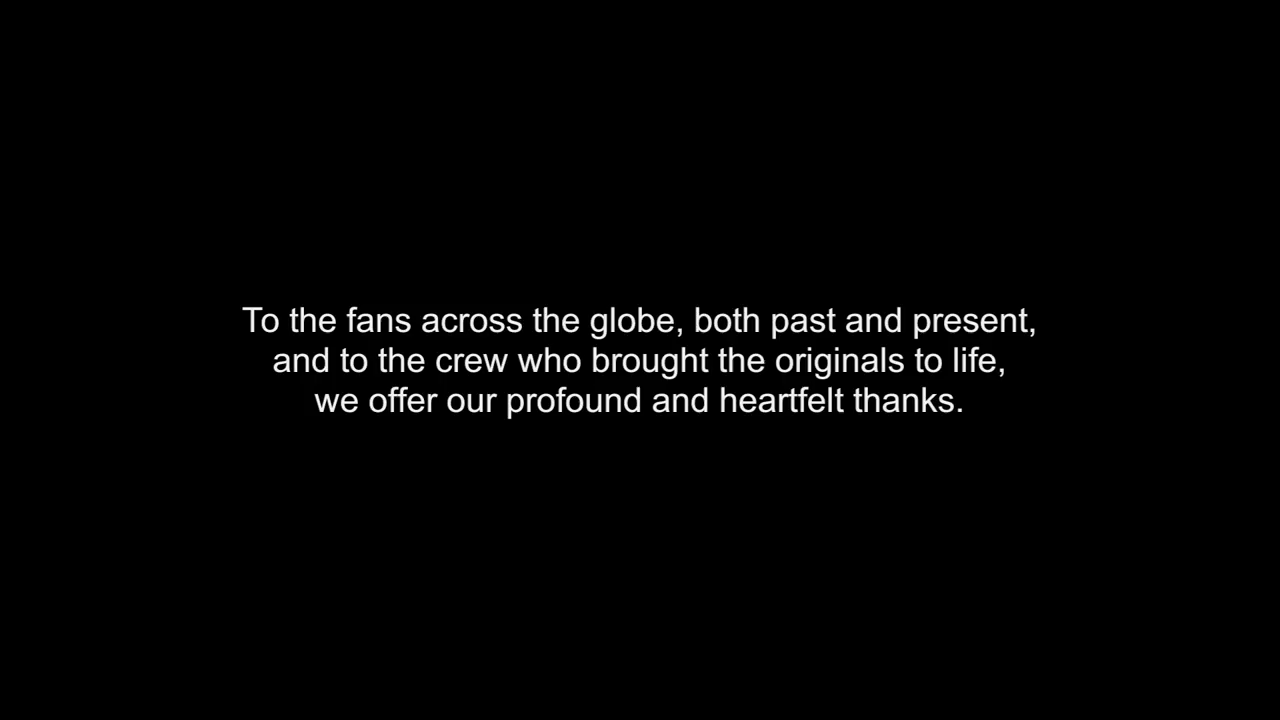 To the fans across the globe, both past and present,
and to the crew who brought the originals to life,
we offer our profound and heartfelt thanks.